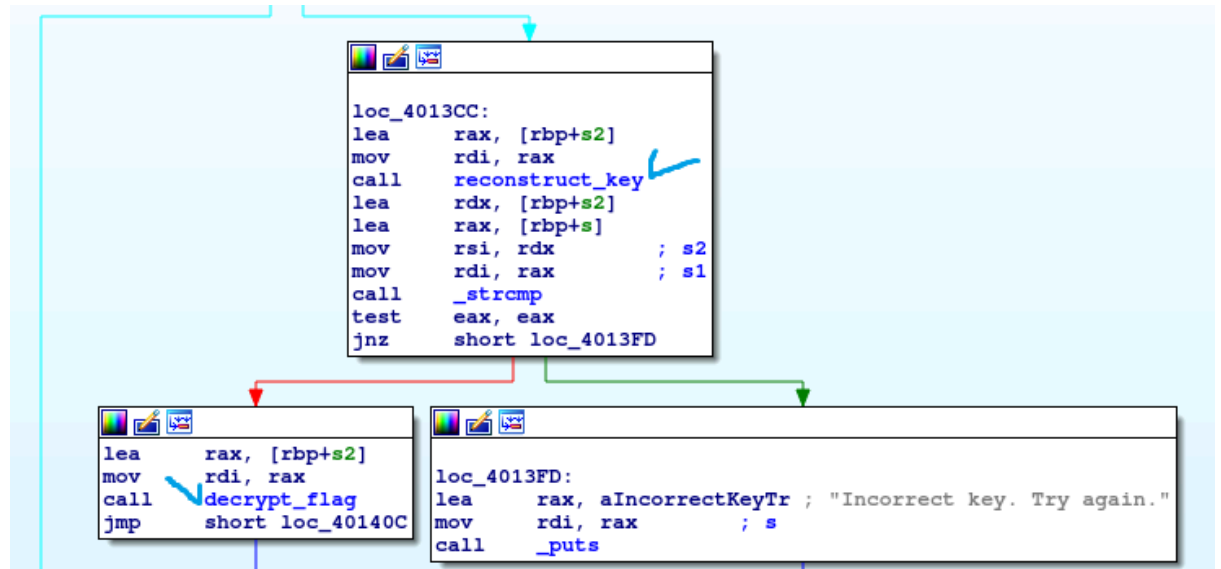 loc_4013CC:
lea rax, [rbp+s2]
mov rdi, rax
call reconstruct_key
lea rdx, [rbp+s2]
lea rax, [rbp+s]
mov rsi, rdx ; s2
mov rdi, rax ; s1
call _strcmp
test eax, eax
jnz short loc_4013FD
lea rax, [rbp+s2]
mov rdi, rax
call decrypt_flag
jmp short loc_40140C
loc_4013FD:
lea rax, aIncorrectKeyTr ; "Incorrect key. Try again."
mov rdi, rax ; s
call _puts